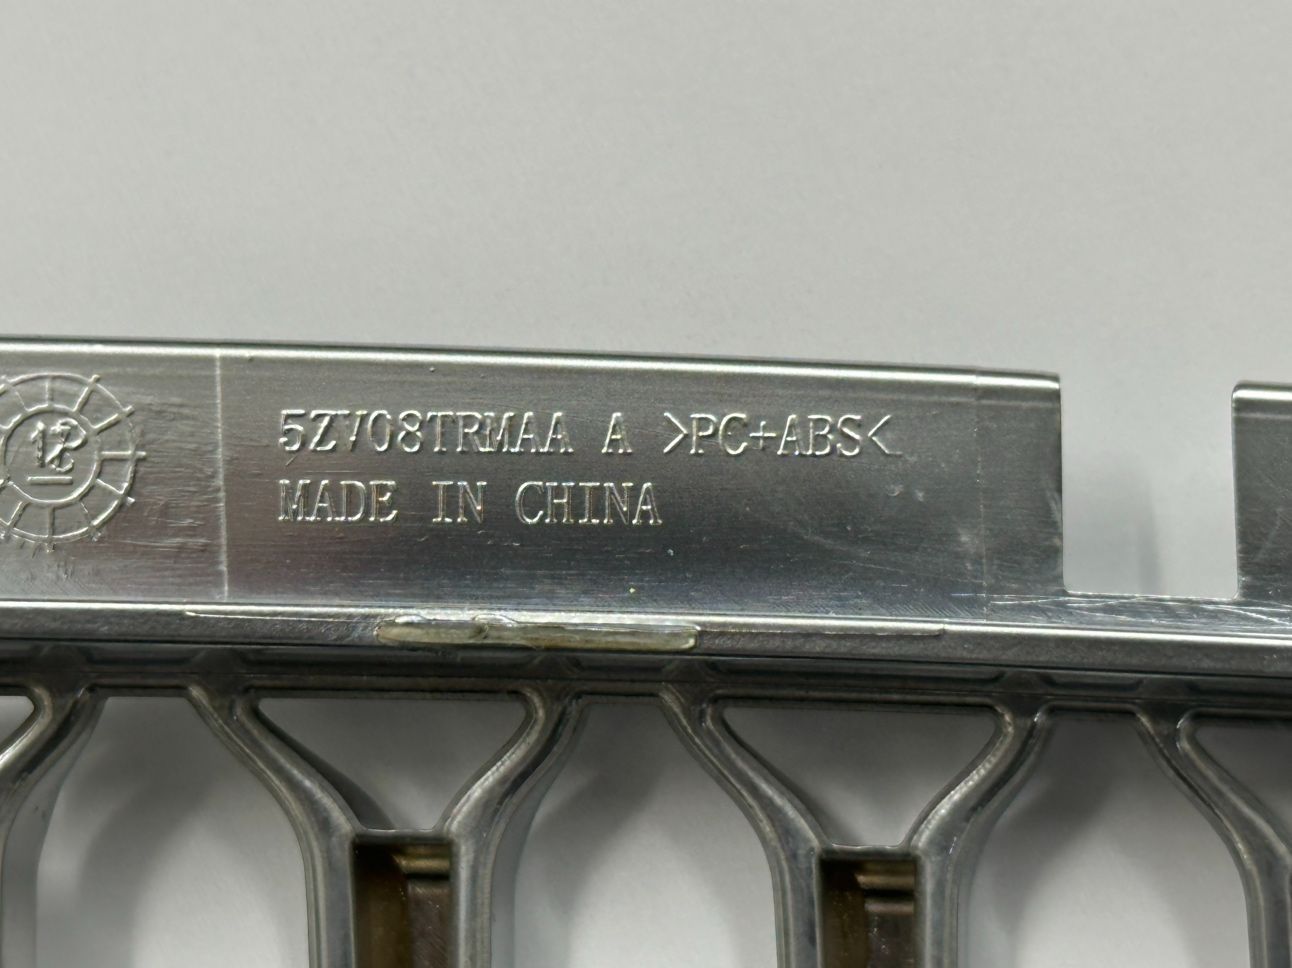 5ZV08TRMAA A >PC+ABS<
MADE IN CHINA